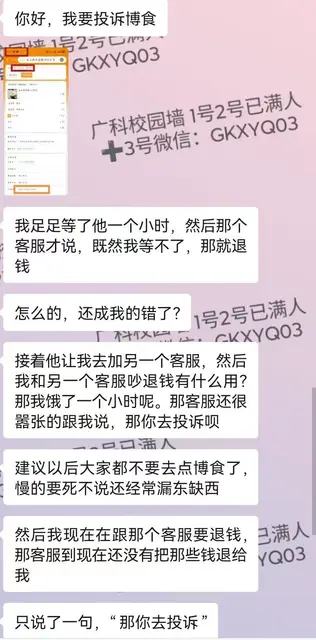 你好，我要投诉博食
广科校园墙 1号2号已满人
➕3号微信：GKXYQ03
我足足等了他一个小时，然后那个
客服才说，既然我等不了，那就退
钱
怎么的，还成我的错了？
广科校园墙 1号2号已满人
GKXYQ03
接着他让我去加另一个客服，然后
我和另一个客服吵退钱有什么用？
那我饿了一个小时呢。那客服还很
嚣张的跟我说，那你去投诉呗
建议以后大家都不要去点博食了，
慢的要死不说还经常漏东缺西
然后我现在在跟那个客服要退钱，
那客服到现在还没有把那些钱退给
我
已满人
YQ03
只说了一句，“那你去投诉”